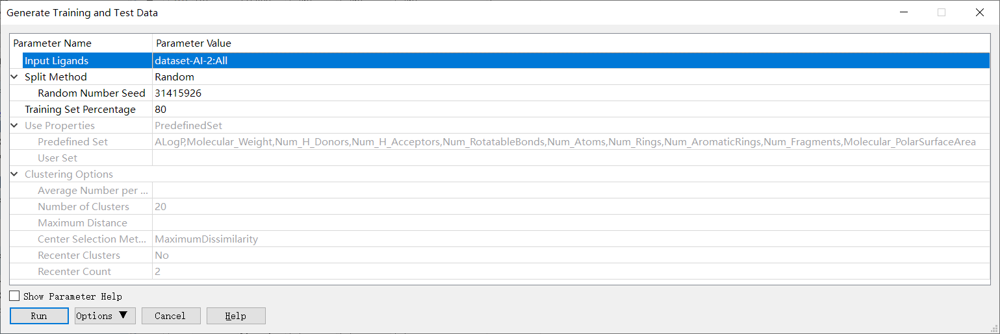 Generate Training and Test Data
Parameter Name Parameter Value
Input Ligands dataset-AI-2:All
Split Method Random
Random Number Seed 31415926
Training Set Percentage 80
Use Properties PredefinedSet
Predefined Set ALogP,Molecular_Weight,Num_H_Donors,Num_H_Acceptors,Num_RotatableBonds,Num_Atoms,Num_Rings,Num_AromaticRings,Num_Fragments,Molecular_PolarSurfaceArea
User Set
Clustering Options
Average Number per ...
Number of Clusters 20
Maximum Distance
Center Selection Met... MaximumDissimilarity
Recenter Clusters No
Recenter Count 2
Show Parameter Help
Run Options ▼ Cancel Help